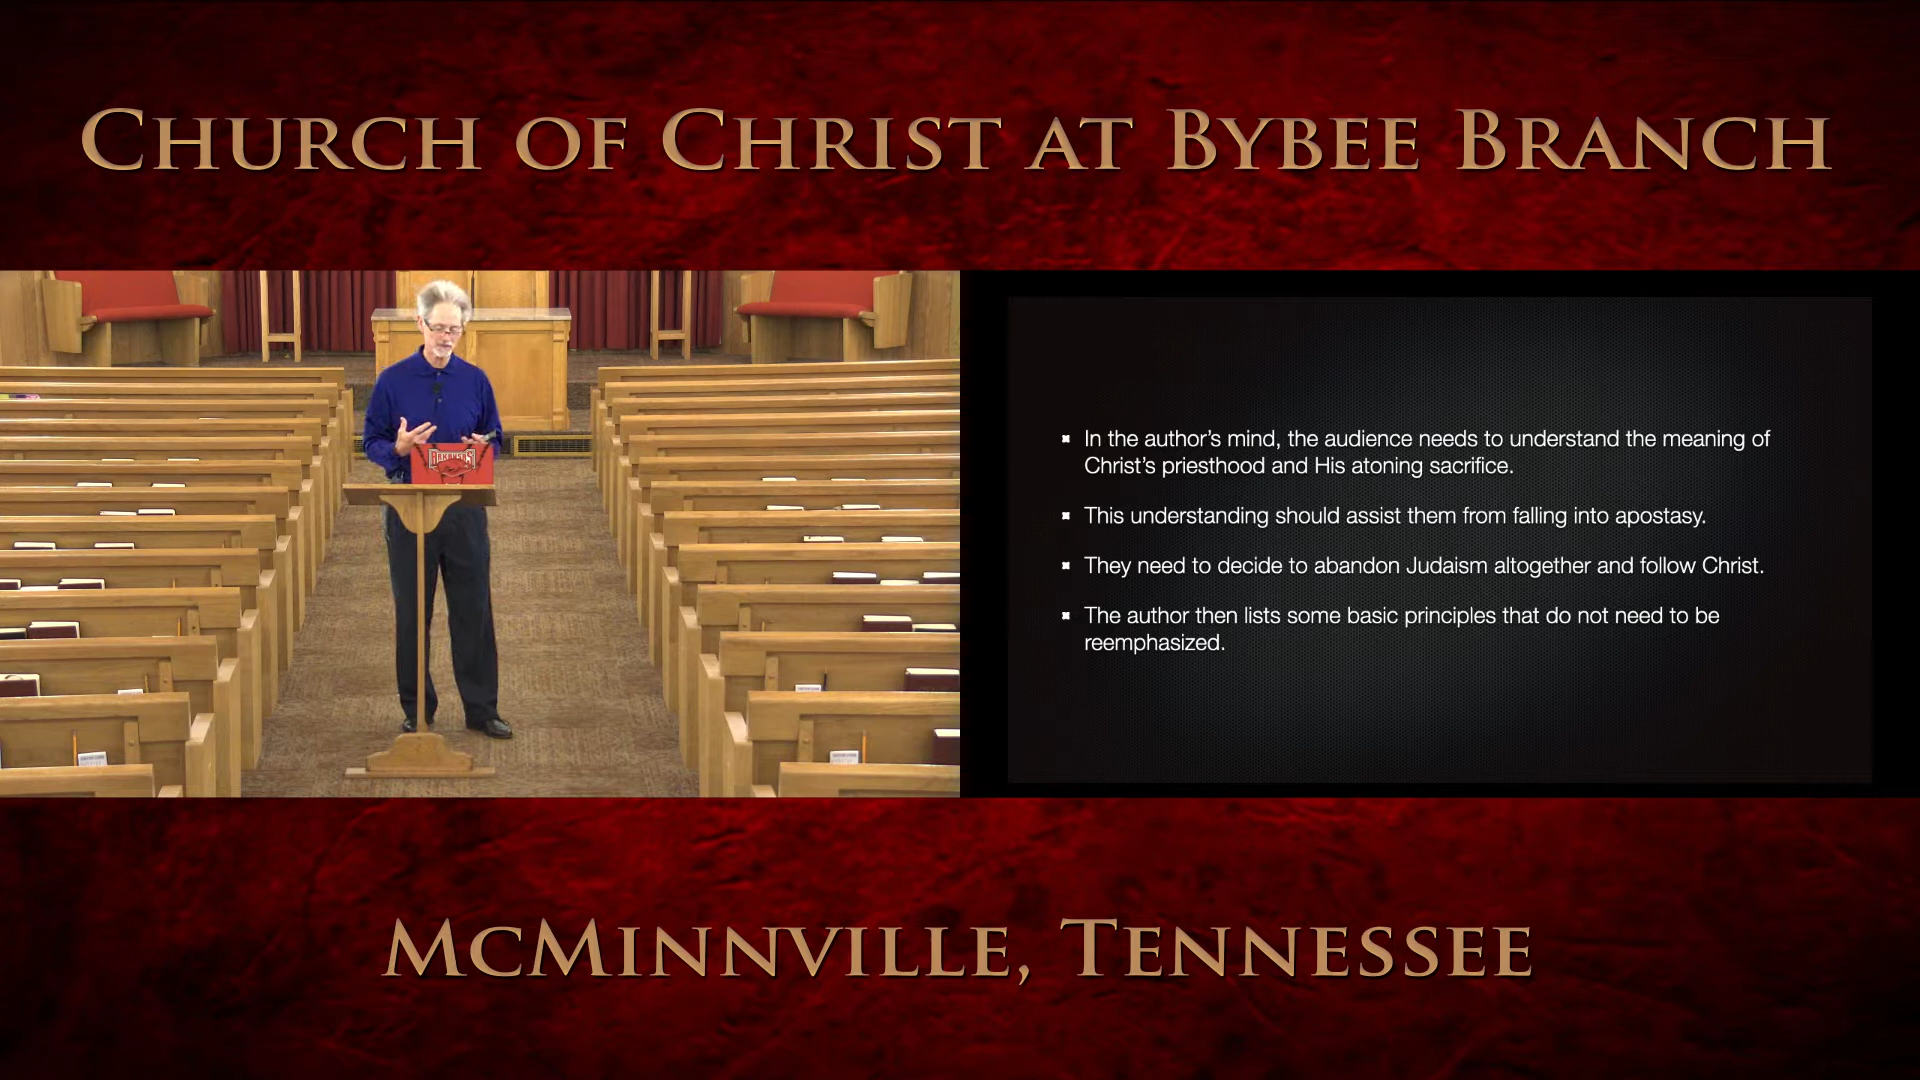 CHURCH OF CHRIST AT BYBEE BRANCH
ARKANSAS
In the author's mind, the audience needs to understand the meaning of
Christ's priesthood and His atoning sacrifice.
This understanding should assist them from falling into apostasy.
They need to decide to abandon Judaism altogether and follow Christ.
The author then lists some basic principles that do not need to be
reemphasized.
MCMINNVILLE, TENNESSEE